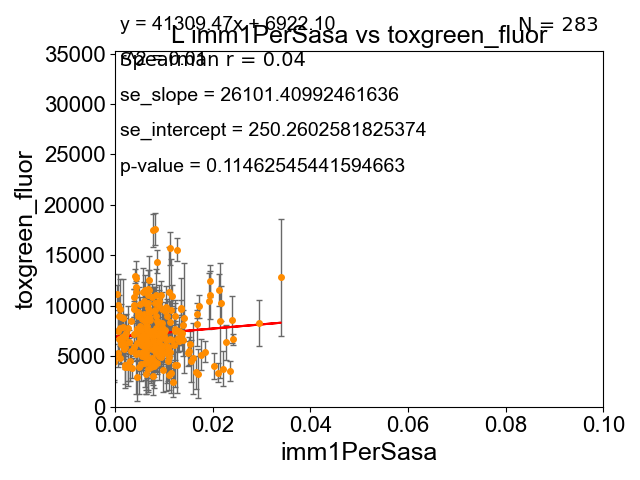 y = 41309.47x + 6922.10
N = 283
L imm1PerSasa vs toxgreen_fluor
r^2 = 0.01
Spearman r = 0.04
se_slope = 26101.40992461636
se_intercept = 250.2602581825374
p-value = 0.11462545441594663
toxgreen_fluor
35000
30000
25000
20000
15000
10000
5000
0
0.00
0.02
0.04
0.06
0.08
0.10
imm1PerSasa